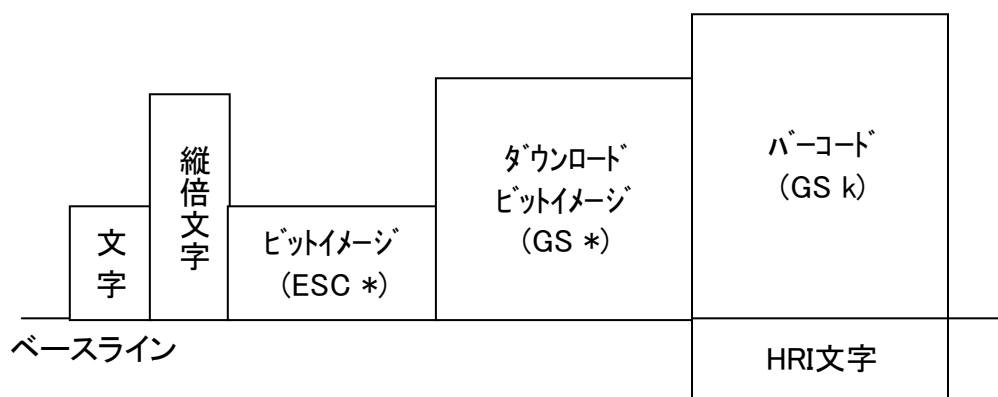 文
字
縦
倍
文
字
ﾋﾞｯﾄｲﾒｰｼﾞ
(ESC *)
ﾀﾞｳﾝﾛｰﾄﾞ
ﾋﾞｯﾄｲﾒｰｼﾞ
(GS *)
ﾊﾞｰｺｰﾄﾞ
(GS k)
ベースライン
HRI文字